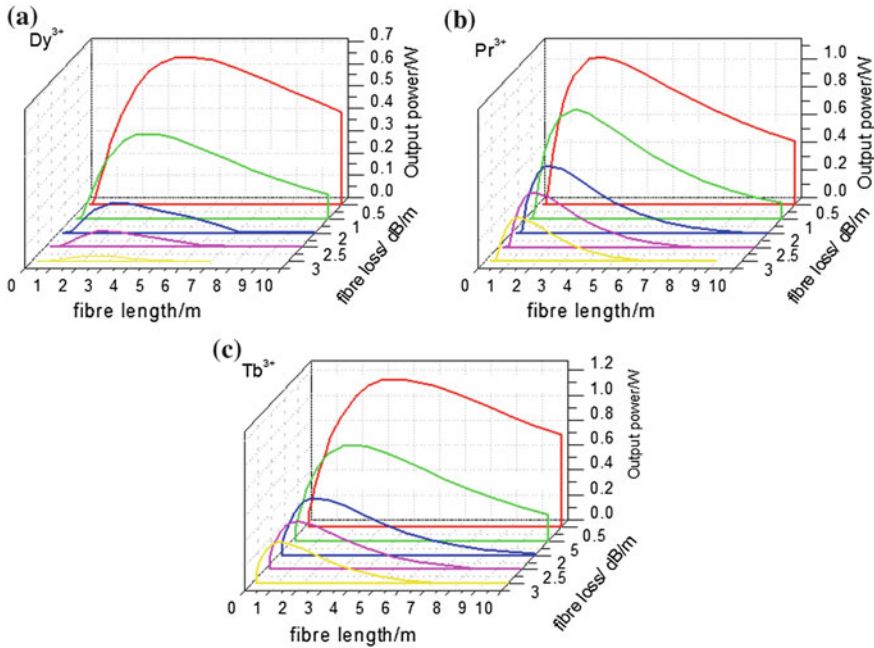 (a)
Dy3+
0.7
0.6
0.5
0.4
0.3
0.2
0.1
0.0
Output power/W
0.5
1
2
2.5
3
fibre loss/ dB/m
0 1 2 3 4 5 6 7 8 9 10
fibre length/m
(b)
Pr3+
1.0
0.8
0.6
0.4
0.2
0.0
Output power/W
0.5
1
2
2.5
3
fibre loss/ dB/m
0 1 2 3 4 5 6 7 8 9 10
fibre length/m
(c)
Tb3+
1.2
1.0
0.8
0.6
0.4
0.2
0.0
Output power/W
0.5
5
2
2.5
3
fibre loss/ dB/m
0 1 2 3 4 5 6 7 8 9 10
fibre length/m